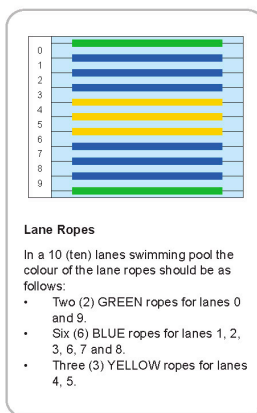 0
1
2
3
4
5
6
7
8
9
Lane Ropes
In a 10 (ten) lanes swimming pool the
colour of the lane ropes should be as
follows:
• Two (2) GREEN ropes for lanes 0
and 9.
• Six (6) BLUE ropes for lanes 1, 2,
3, 6, 7 and 8.
• Three (3) YELLOW ropes for lanes
4, 5.